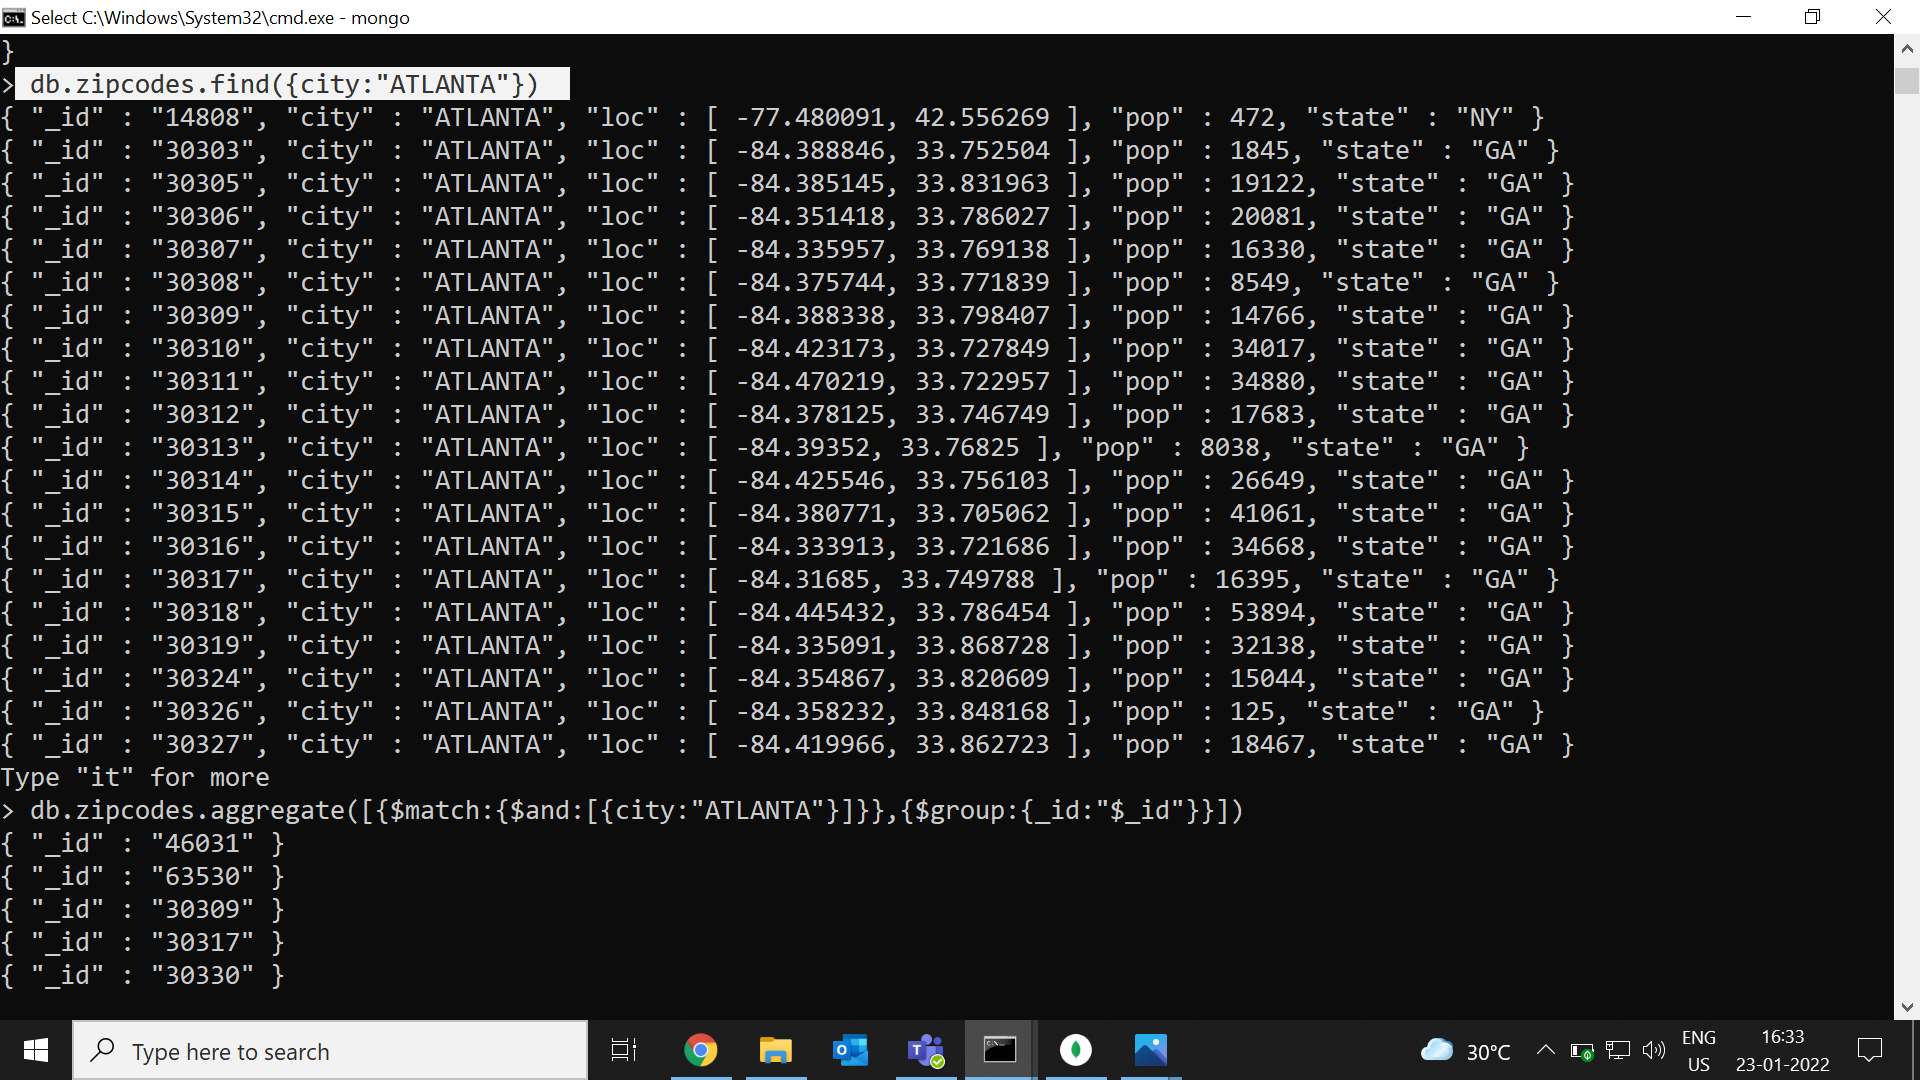 Select C:\Windows\System32\cmd.exe - mongo
}
> db.zipcodes.find({city:"ATLANTA"})
{ "_id" : "14808", "city" : "ATLANTA", "loc" : [ -77.480091, 42.556269 ], "pop" : 472, "state" : "NY" }
{ "_id" : "30303", "city" : "ATLANTA", "loc" : [ -84.388846, 33.752504 ], "pop" : 1845, "state" : "GA" }
{ "_id" : "30305", "city" : "ATLANTA", "loc" : [ -84.385145, 33.831963 ], "pop" : 19122, "state" : "GA" }
{ "_id" : "30306", "city" : "ATLANTA", "loc" : [ -84.351418, 33.786027 ], "pop" : 20081, "state" : "GA" }
{ "_id" : "30307", "city" : "ATLANTA", "loc" : [ -84.335957, 33.769138 ], "pop" : 16330, "state" : "GA" }
{ "_id" : "30308", "city" : "ATLANTA", "loc" : [ -84.375744, 33.771839 ], "pop" : 8549, "state" : "GA" }
{ "_id" : "30309", "city" : "ATLANTA", "loc" : [ -84.388338, 33.798407 ], "pop" : 14766, "state" : "GA" }
{ "_id" : "30310", "city" : "ATLANTA", "loc" : [ -84.423173, 33.727849 ], "pop" : 34017, "state" : "GA" }
{ "_id" : "30311", "city" : "ATLANTA", "loc" : [ -84.470219, 33.722957 ], "pop" : 34880, "state" : "GA" }
{ "_id" : "30312", "city" : "ATLANTA", "loc" : [ -84.378125, 33.746749 ], "pop" : 17683, "state" : "GA" }
{ "_id" : "30313", "city" : "ATLANTA", "loc" : [ -84.39352, 33.76825 ], "pop" : 8038, "state" : "GA" }
{ "_id" : "30314", "city" : "ATLANTA", "loc" : [ -84.425546, 33.756103 ], "pop" : 26649, "state" : "GA" }
{ "_id" : "30315", "city" : "ATLANTA", "loc" : [ -84.380771, 33.705062 ], "pop" : 41061, "state" : "GA" }
{ "_id" : "30316", "city" : "ATLANTA", "loc" : [ -84.333913, 33.721686 ], "pop" : 34668, "state" : "GA" }
{ "_id" : "30317", "city" : "ATLANTA", "loc" : [ -84.31685, 33.749788 ], "pop" : 16395, "state" : "GA" }
{ "_id" : "30318", "city" : "ATLANTA", "loc" : [ -84.445432, 33.786454 ], "pop" : 53894, "state" : "GA" }
{ "_id" : "30319", "city" : "ATLANTA", "loc" : [ -84.335091, 33.868728 ], "pop" : 32138, "state" : "GA" }
{ "_id" : "30324", "city" : "ATLANTA", "loc" : [ -84.354867, 33.820609 ], "pop" : 15044, "state" : "GA" }
{ "_id" : "30326", "city" : "ATLANTA", "loc" : [ -84.358232, 33.848168 ], "pop" : 125, "state" : "GA" }
{ "_id" : "30327", "city" : "ATLANTA", "loc" : [ -84.419966, 33.862723 ], "pop" : 18467, "state" : "GA" }
Type "it" for more
> db.zipcodes.aggregate([{$match:{$and:[{city:"ATLANTA"}]}},{$group:{_id:"$_id"}}])
{ "_id" : "46031" }
{ "_id" : "63530" }
{ "_id" : "30309" }
{ "_id" : "30317" }
{ "_id" : "30330" }
Type here to search
30°C
ENG
US
16:33
23-01-2022